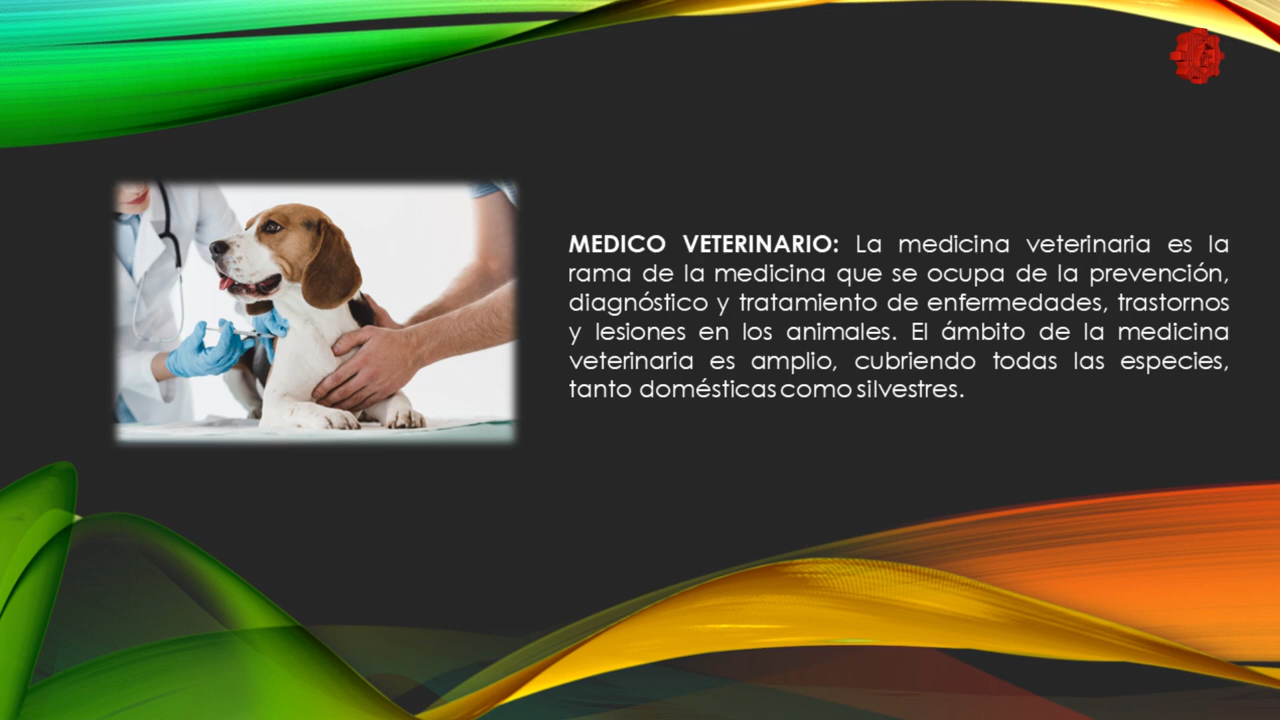 MEDICO VETERINARIO: La medicina veterinaria es la
rama de la medicina que se ocupa de la prevención,
diagnóstico y tratamiento de enfermedades, trastornos
y lesiones en los animales. El ámbito de la medicina
veterinaria es amplio, cubriendo todas las especies,
tanto domésticas como silvestres.